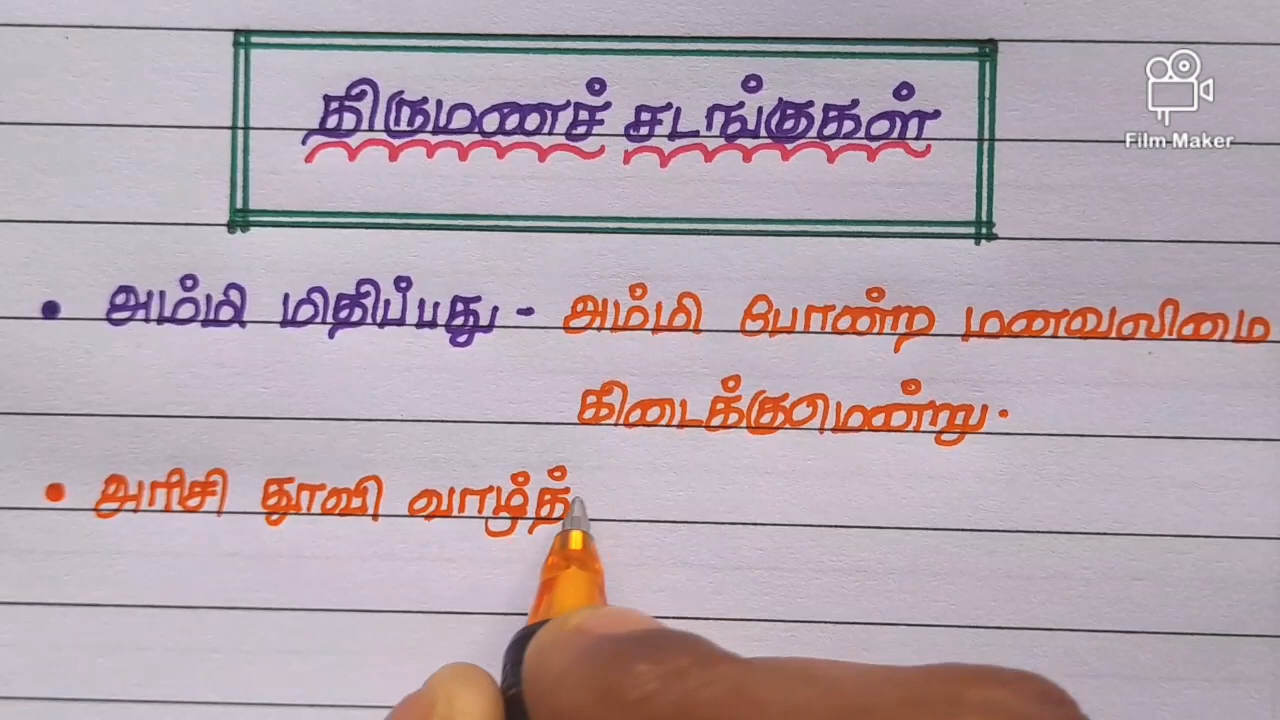 திருமணச் சடங்குகள்
Film Maker
• அம்மி மிதிப்பது - அம்மி போன்ற மனவலிமை
கிடைக்குமென்று.
• அரிசி தூவி வாழ்த்